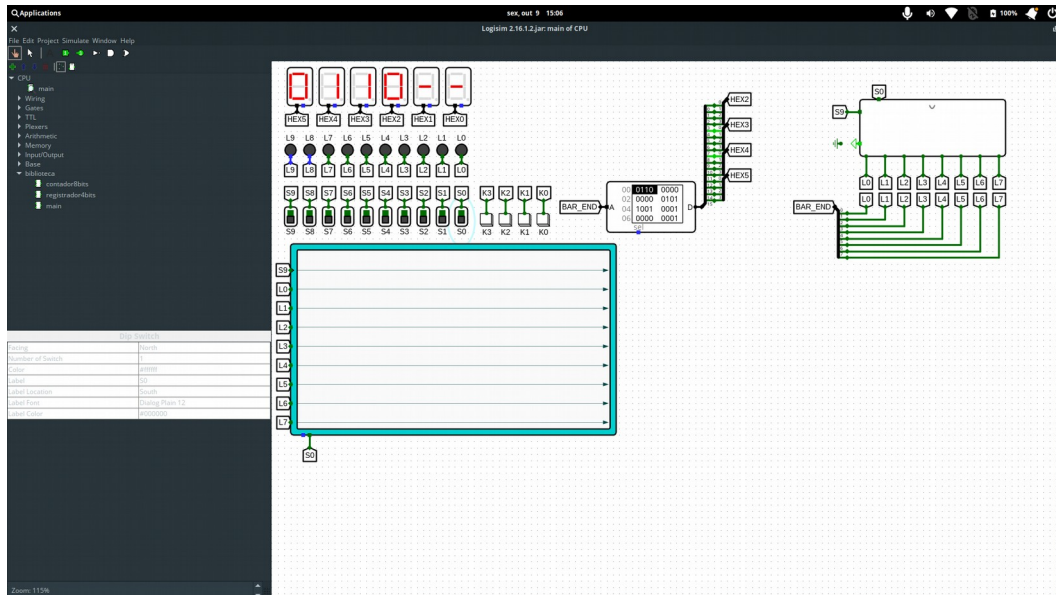 Applications
sex, out 9 15:06
100%
Logisim 2.16.1.2.jar: main of CPU
File Edit Project Simulate Window Help
CPU
main
Wiring
Gates
TTL
Plexers
Arithmetic
Memory
Input/Output
Base
biblioteca
contador8bits
registrador4bits
main
Dip Switch
Facing North
Number of Switch 1
Color #ffffff
Label S0
Label Location South
Label Font Dialog Plain 12
Label Color #000000
Zoom: 115%
HEX5 HEX4 HEX3 HEX2 HEX1 HEX0
L9 L8 L7 L6 L5 L4 L3 L2 L1 L0
L9 L8 L7 L6 L5 L4 L3 L2 L1 L0
S9 S8 S7 S6 S5 S4 S3 S2 S1 S0 K3 K2 K1 K0
S9 S8 S7 S6 S5 S4 S3 S2 S1 S0 K3 K2 K1 K0
S9
L0
L1
L2
L3
L4
L5
L6
L7
S0
BAR_END
A
00 0110 0000
02 0000 0101
04 1001 0001
06 0000 0001
sel
D
HEX2
HEX3
HEX4
HEX5
S0
S9
L0 L1 L2 L3 L4 L5 L6 L7
L0 L1 L2 L3 L4 L5 L6 L7
BAR_END